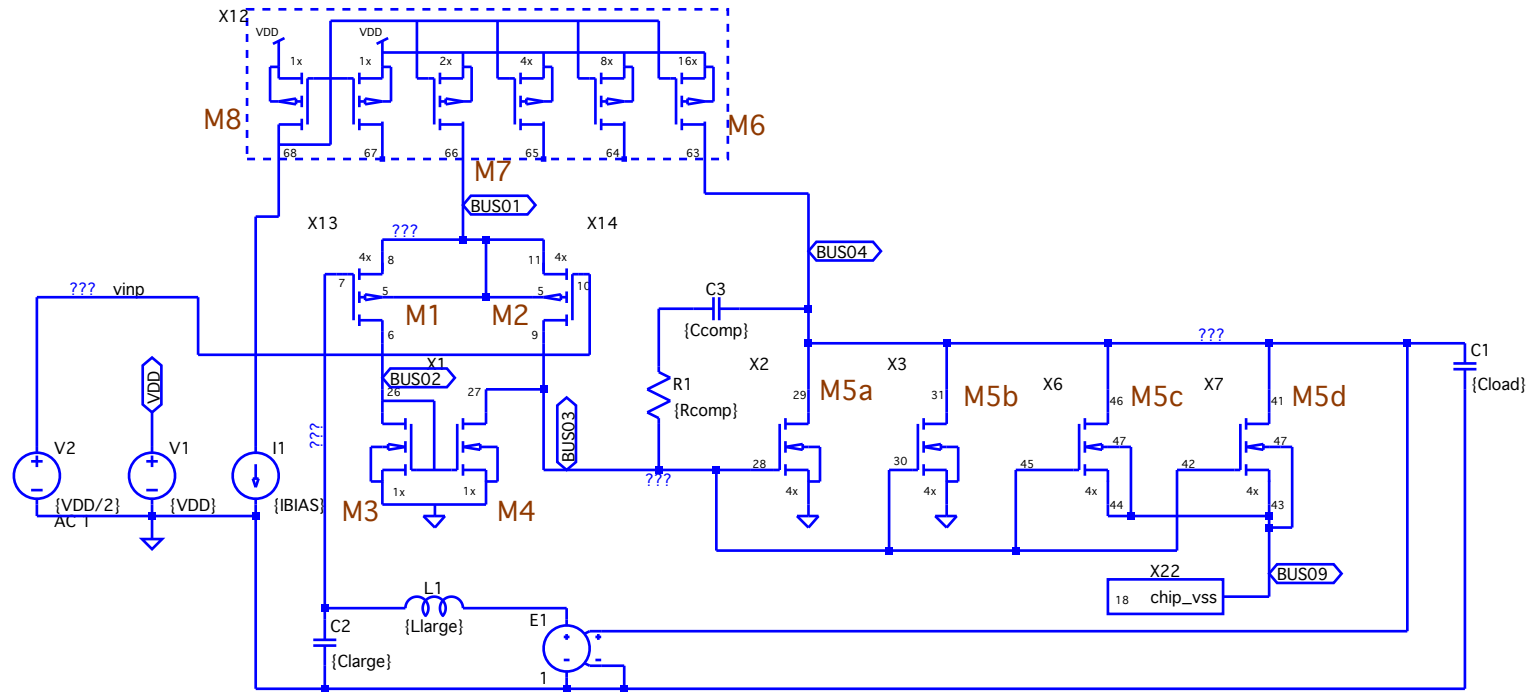 X12
VDD
VDD
1x
1x
2x
4x
8x
16x
M8
M6
68
67
66
65
64
63
M7
BUS01
X13
???
X14
BUS04
4x
8
11
4x
7
10
5
5
??? vinp
M1
M2
C3
{Ccomp}
6
9
???
X1
BUS02
26
27
X2
X3
C1
{Cload}
VDD
R1
{Rcomp}
29
M5a
31
M5b
X6
46
M5c
X7
41
M5d
BUS03
???
V2
V1
I1
28
30
45
47
42
47
???
{VDD/2}
AC 1
{VDD}
{IBIAS}
M3
1x
1x
M4
4x
4x
4x
44
4x
43
X22
BUS09
18
chip_vss
L1
{Llarge}
C2
{Clarge}
E1
1